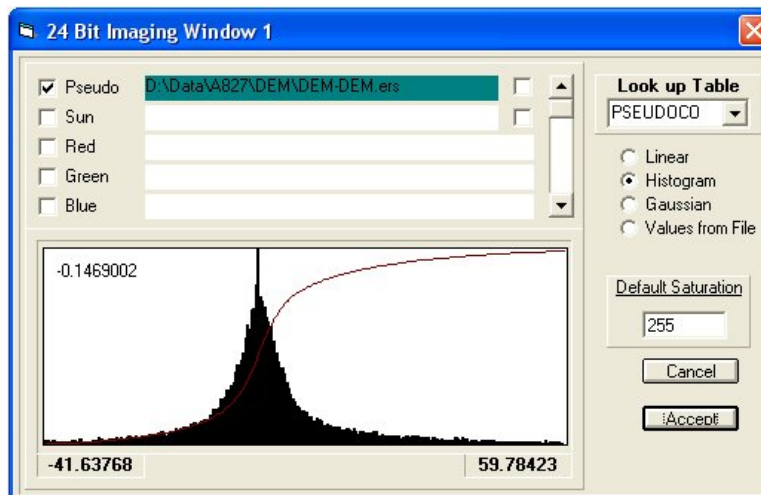 24 Bit Imaging Window 1
Pseudo D:\Data\A827\DEM\DEM-DEM.ers
Sun
Red
Green
Blue
Look up Table
PSEUDOCO
Linear
Histogram
Gaussian
Values from File
-0.1469002
Default Saturation
255
Cancel
Accept
-41.63768 59.78423